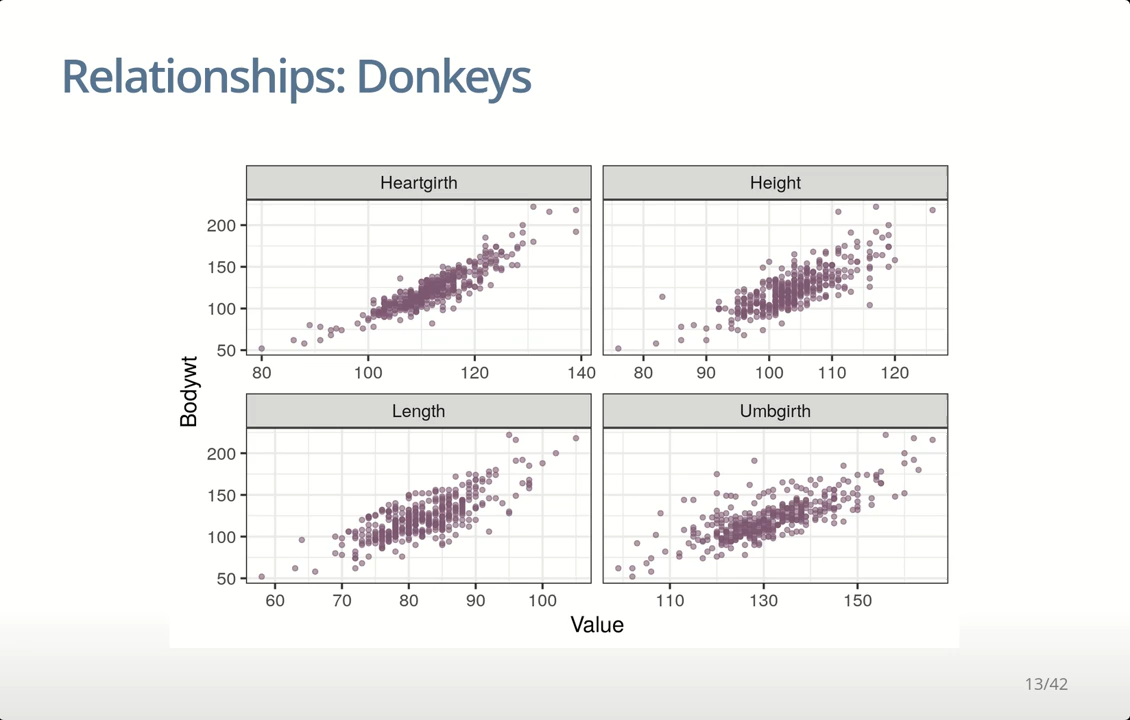 Relationships: Donkeys
Heartgirth
Height
200
150
100
50
80 100 120 140
80 90 100 110 120
Bodywt
Length
Umbgirth
200
150
100
50
60 70 80 90 100
110 130 150
Value
13/42